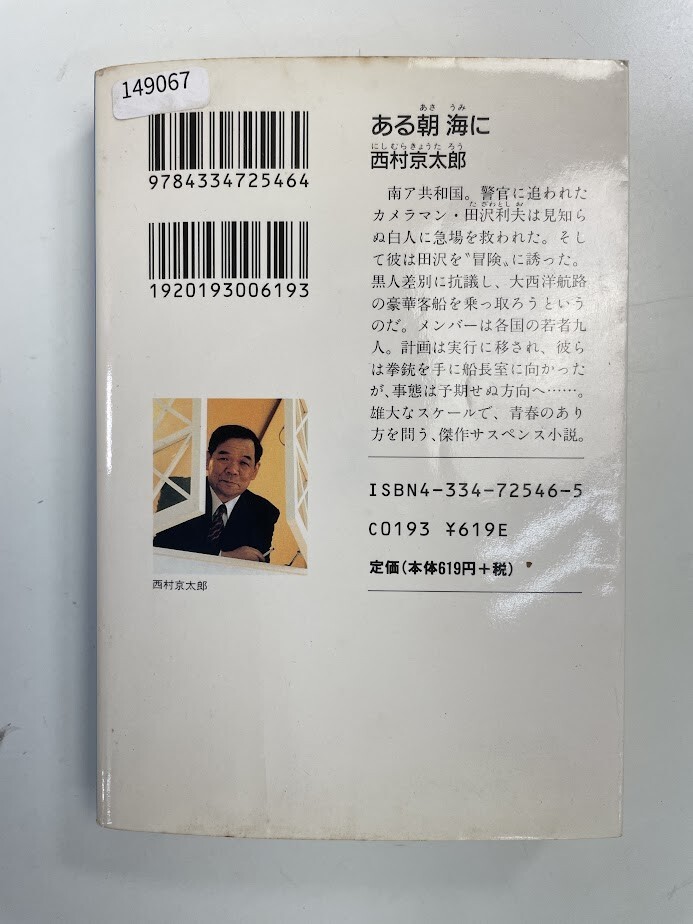 149067
9784334725464
1920193006193
あさ うみ
ある朝 海に
にしむらきょうた ろう
西村京太郎
南ア共和国。警官に追われた
た ざわとし お
カメラマン・田沢利夫は見知ら
ぬ白人に急場を救われた。そし
て彼は田沢を〝冒険〟に誘った。
黒人差別に抗議し、大西洋航路
の豪華客船を乗っ取ろうという
のだ。メンバーは各国の若者九
人。計画は実行に移され、彼ら
は拳銃を手に船長室に向かった
が、事態は予期せぬ方向へ……。
雄大なスケールで、青春のあり
方を問う、傑作サスペンス小説。
ISBN4-334-72546-5
C0193 ¥619E
定価(本体619円+税)
西村京太郎